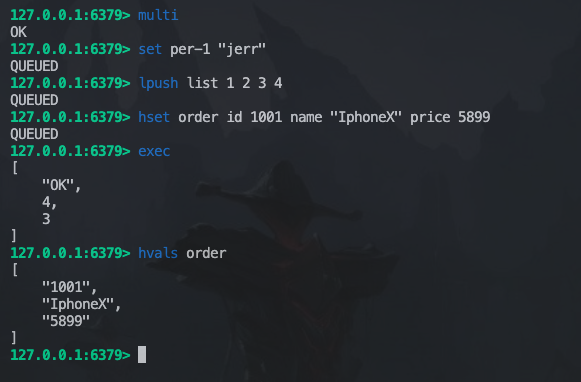 127.0.0.1:6379> multi
OK
127.0.0.1:6379> set per-1 "jerr"
QUEUED
127.0.0.1:6379> lpush list 1 2 3 4
QUEUED
127.0.0.1:6379> hset order id 1001 name "IphoneX" price 5899
QUEUED
127.0.0.1:6379> exec
[
    "OK",
    4,
    3
]
127.0.0.1:6379> hvals order
[
    "1001",
    "IphoneX",
    "5899"
]
127.0.0.1:6379>